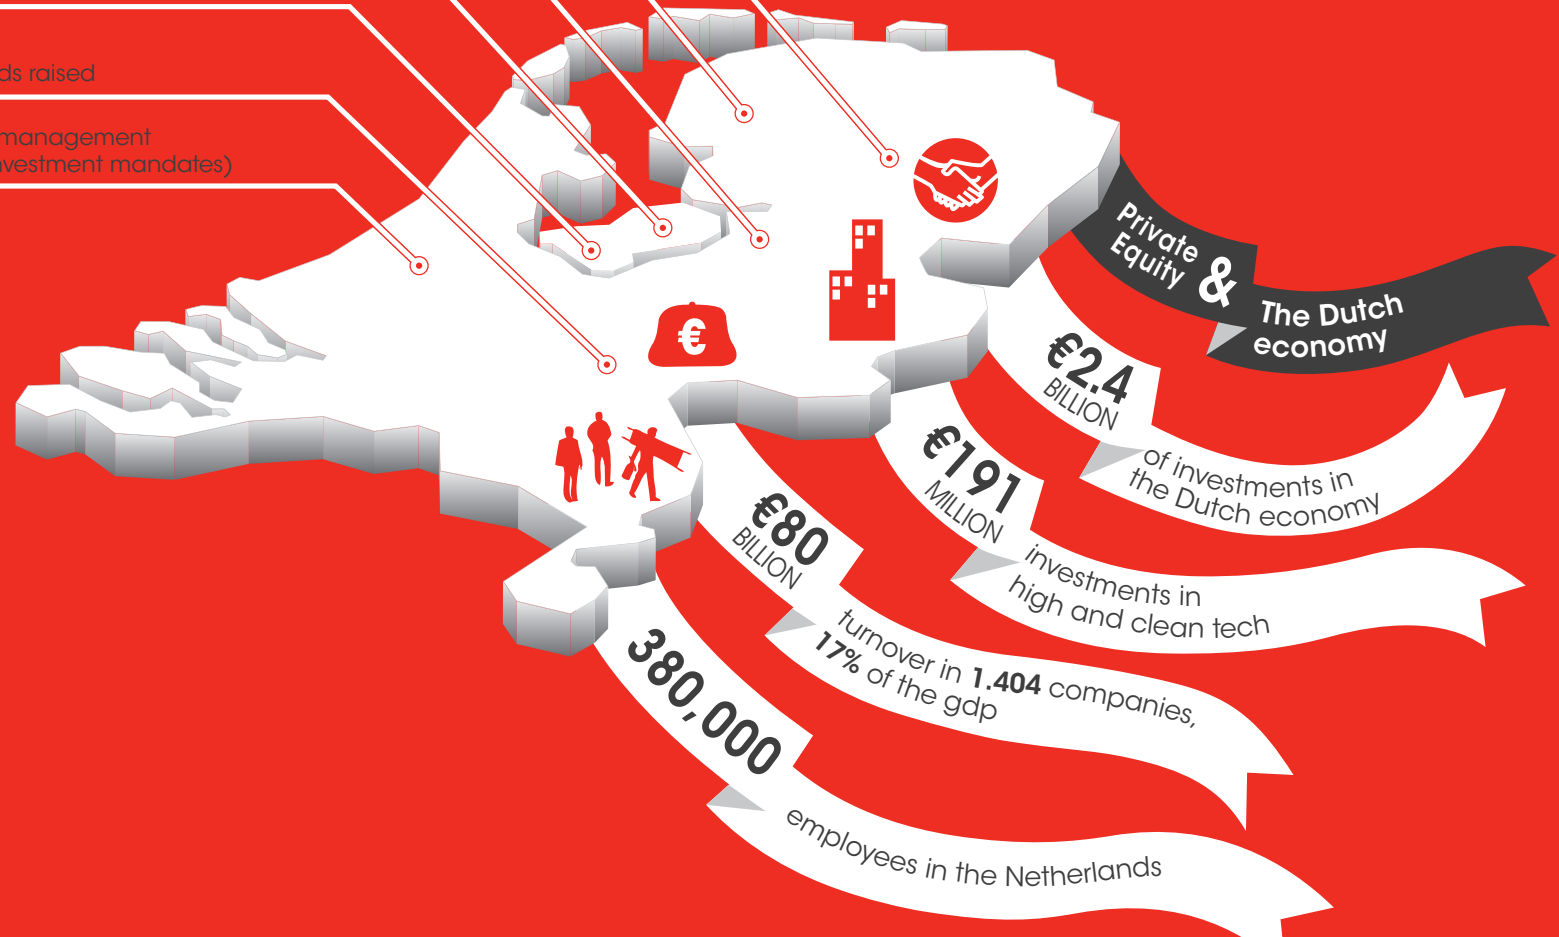 ds raised
management
nvestment mandates)
Private
Equity
&
The Dutch
economy
€2.4
BILLION
of investments in
the Dutch economy
€191
MILLION
investments in
high and clean tech
€
€80
BILLION
turnover in 1.404 companies,
17% of the gdp
380,000
employees in the Netherlands